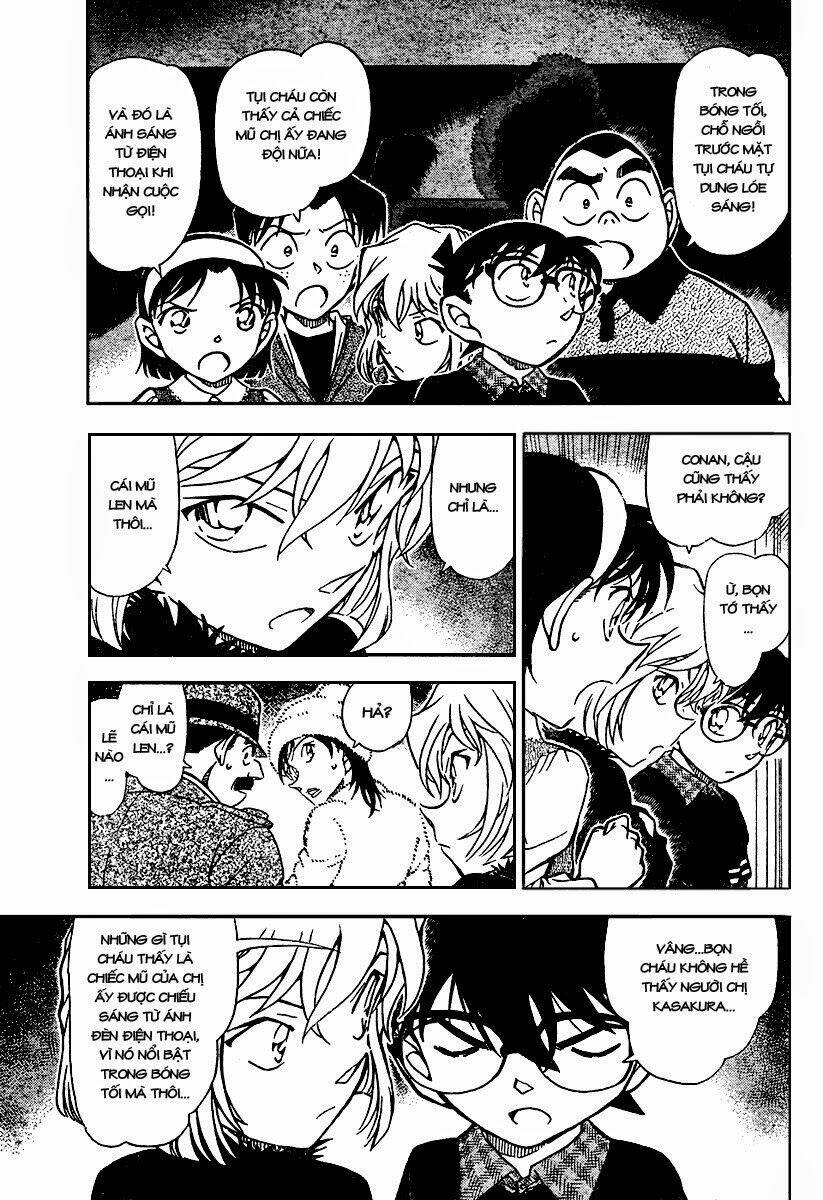 TRONG
BÓNG TỐI,
CHỖ NGỒI
TRƯỚC MẶT
TỤI CHÁU TỰ
DUNG LÓE
SÁNG!
TỤI CHÁU CÒN
THẤY CẢ CHIẾC
MŨ CHỊ ẤY ĐANG
ĐỘI NỮA!
VÀ ĐÓ LÀ
ÁNH SÁNG
TỪ ĐIỆN
THOẠI KHI
NHẬN CUỘC
GỌI!
CONAN, CẬU
CŨNG THẤY
PHẢI KHÔNG?
Ừ, BỌN
TỚ THẤY
...
NHƯNG
CHỈ LÀ...
CÁI MŨ
LEN MÀ
THÔI...
HẢ?
CHỈ LÀ
CÁI MŨ
LEN...?
LẼ
NÀO...
VÂNG...BỌN
CHÁU KHÔNG HỀ
THẤY NGƯỜI CHỊ
KASAKURA...
NHỮNG GÌ TỤI
CHÁU THẤY LÀ
CHIẾC MŨ CỦA CHỊ
ẤY ĐƯỢC CHIẾU
SÁNG TỪ ÁNH
ĐÈN ĐIỆN THOẠI,
VÌ NÓ NỔI BẬT
TRONG BÓNG
TỐI MÀ THÔI...